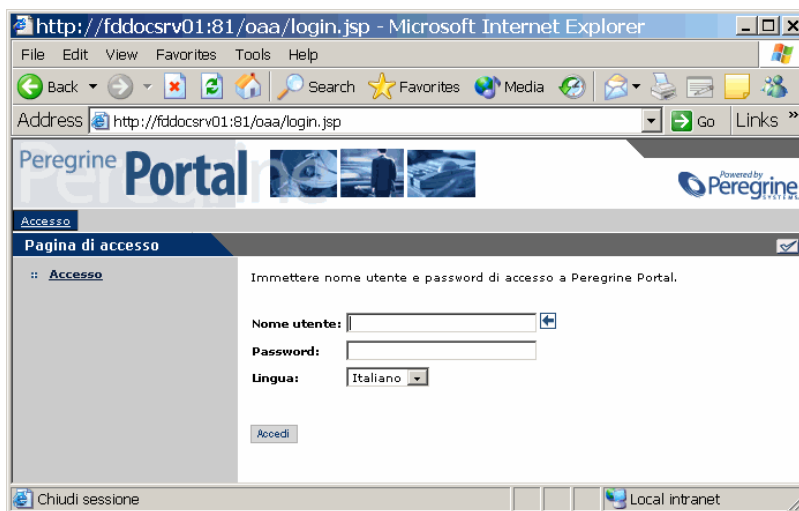 http://fddocsrv01:81/oaa/login.jsp - Microsoft Internet Explorer
File Edit View Favorites Tools Help
Back Search Favorites Media
Address http://fddocsrv01:81/oaa/login.jsp Go Links »
Peregrine Portal
Powered by
Peregrine
SYSTEMS
Accesso
Pagina di accesso
:: Accesso
Immettere nome utente e password di accesso a Peregrine Portal.
Nome utente:
Password:
Lingua: Italiano
Accedi
Chiudi sessione Local intranet